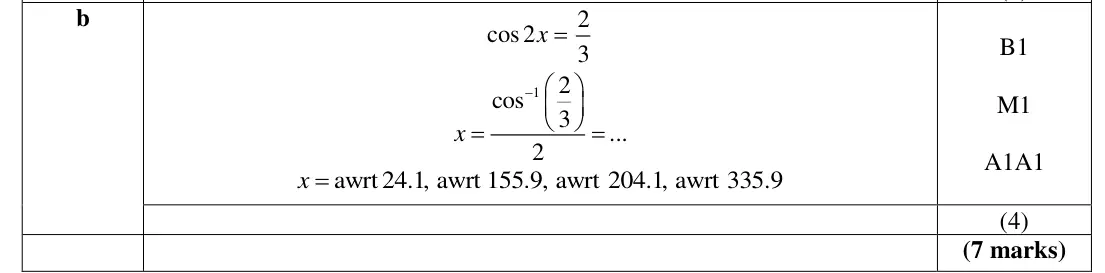 b
cos 2x = 2/3
B1
x = cos⁻¹(2/3)/2 = ...
M1
x = awrt 24.1, awrt 155.9, awrt 204.1, awrt 335.9
A1A1
(4)
(7 marks)